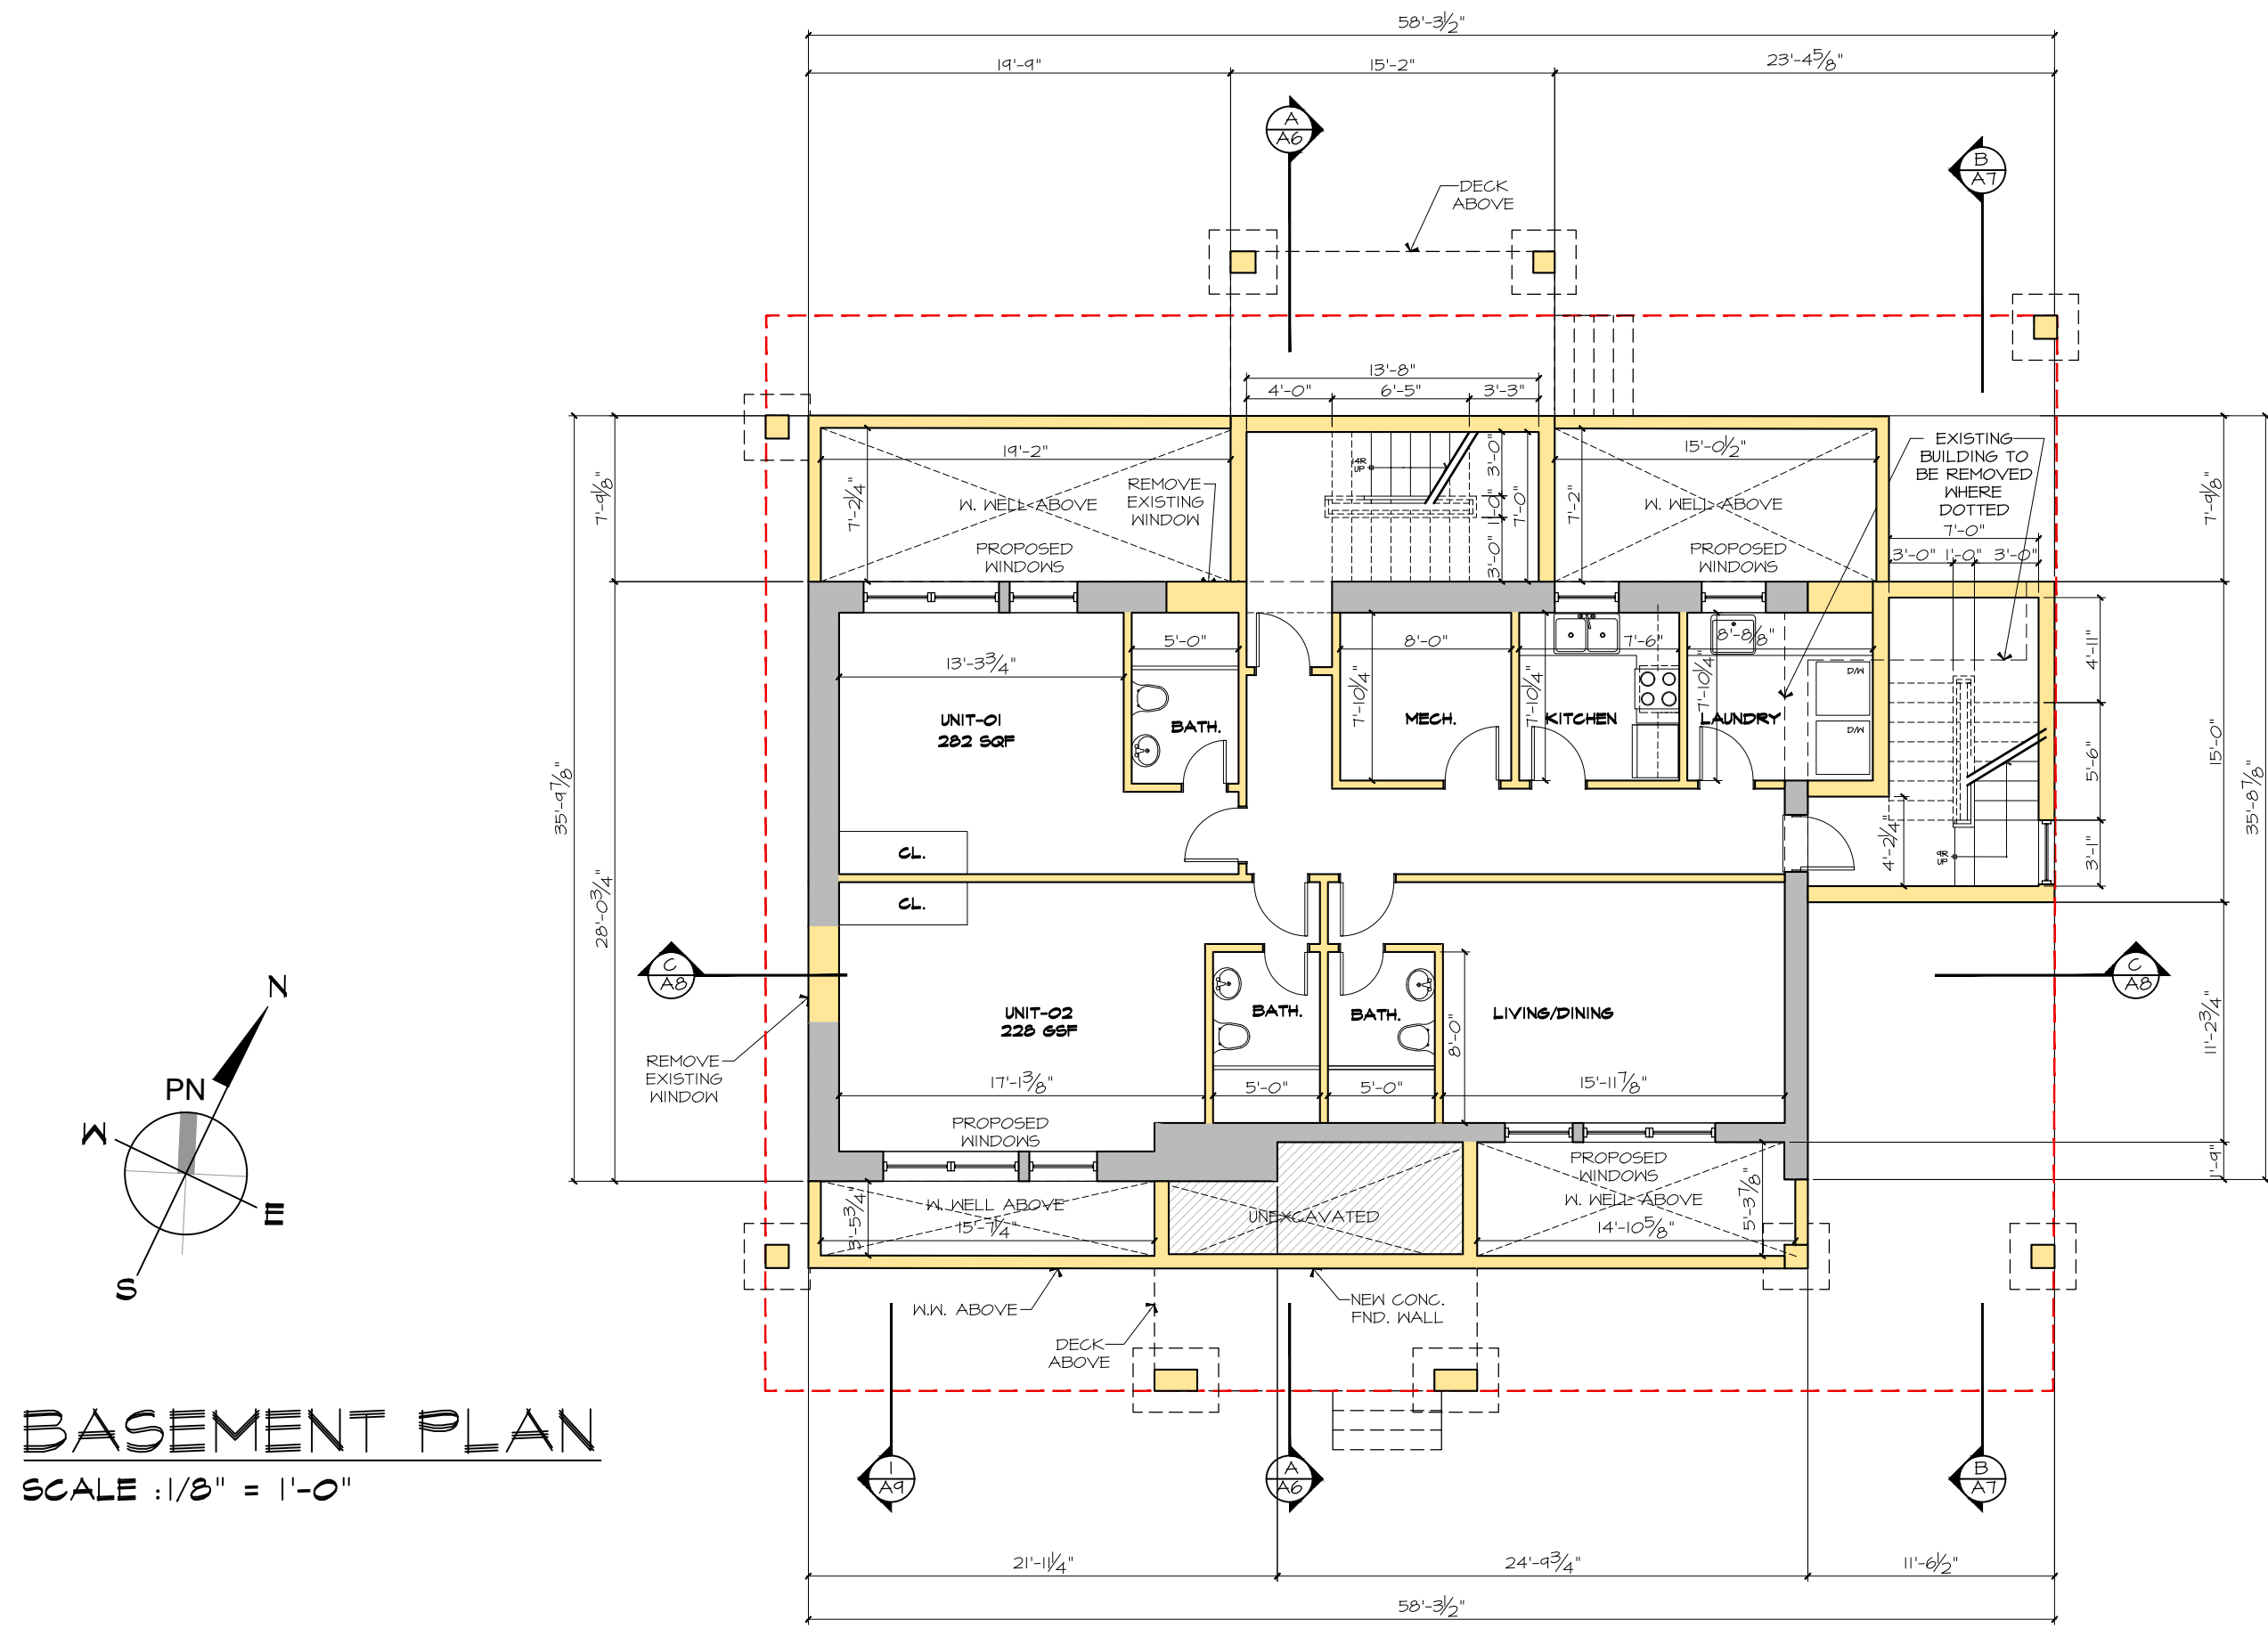 58'-3½"
19'-9"
15'-2"
23'-4⅝"
A
A6
B
A7
DECK
ABOVE
13'-8"
4'-0"
6'-5"
3'-3"
19'-2"
7'-2¼"
W. WELL ABOVE
PROPOSED
WINDOWS
REMOVE
EXISTING
WINDOW
UP
3'-0"
1'-0"
3'-0"
7'-0"
7'-2"
15'-0½"
W. WELL ABOVE
PROPOSED
WINDOWS
EXISTING
BUILDING TO
BE REMOVED
WHERE
DOTTED
7'-0"
3'-0"
1'-0"
3'-0"
7'-9⅛"
7'-9⅛"
35'-9⅞"
28'-0¾"
13'-3¾"
5'-0"
8'-0"
7'-6"
8'-8⅛"
7'-10¼"
7'-10¼"
7'-10¼"
UNIT-01
282 SQF
BATH.
MECH.
KITCHEN
LAUNDRY
D/W
D/W
4'-11"
5'-6"
3'-1"
15'-0"
35'-8⅞"
4'-2¼"
9R
UP
CL.
CL.
C
A8
C
A8
UNIT-02
228 GSF
BATH.
BATH.
LIVING/DINING
8'-0"
11'-2¾"
REMOVE
EXISTING
WINDOW
17'-1⅜"
5'-0"
5'-0"
15'-11⅞"
PROPOSED
WINDOWS
PROPOSED
WINDOWS
1'-9"
W. WELL ABOVE
15'-7¼"
3'-5¾"
UNEXCAVATED
W. WELL ABOVE
14'-10⅝"
5'-3⅞"
N
PN
W
E
S
W.W. ABOVE
NEW CONC.
FND. WALL
DECK
ABOVE
BASEMENT PLAN
SCALE :1/8" = 1'-0"
1
A9
A
A6
B
A7
21'-11¼"
24'-9¾"
11'-6½"
58'-3½"